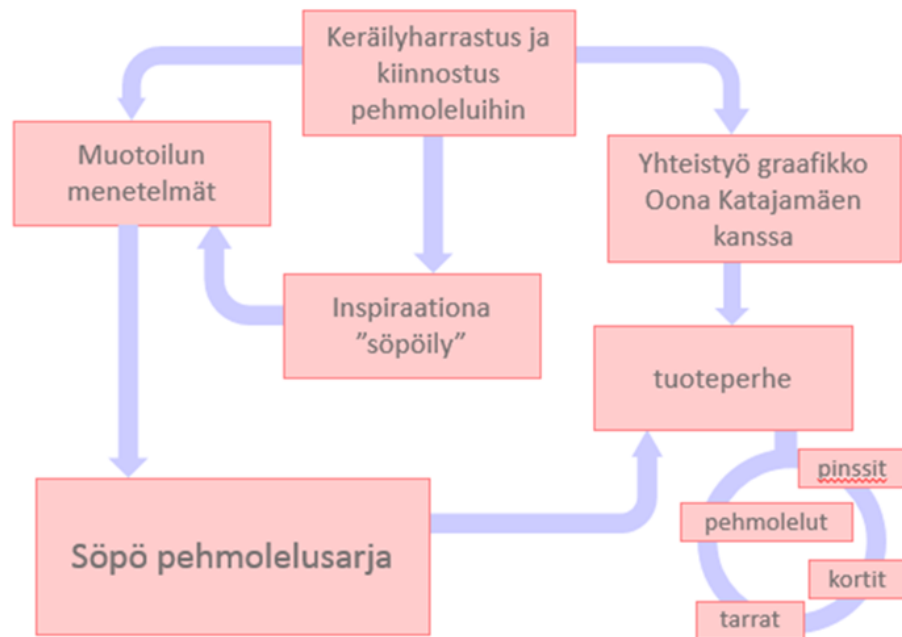 Keräilyharrastus ja
kiinnostus
pehmoleluihin
Muotoilun
menetelmät
Yhteistyö graafikko
Oona Katajamäen
kanssa
Inspiraationa
”söpöily”
tuoteperhe
Söpö pehmolelusarja
pinssit
pehmolelut
kortit
tarrat